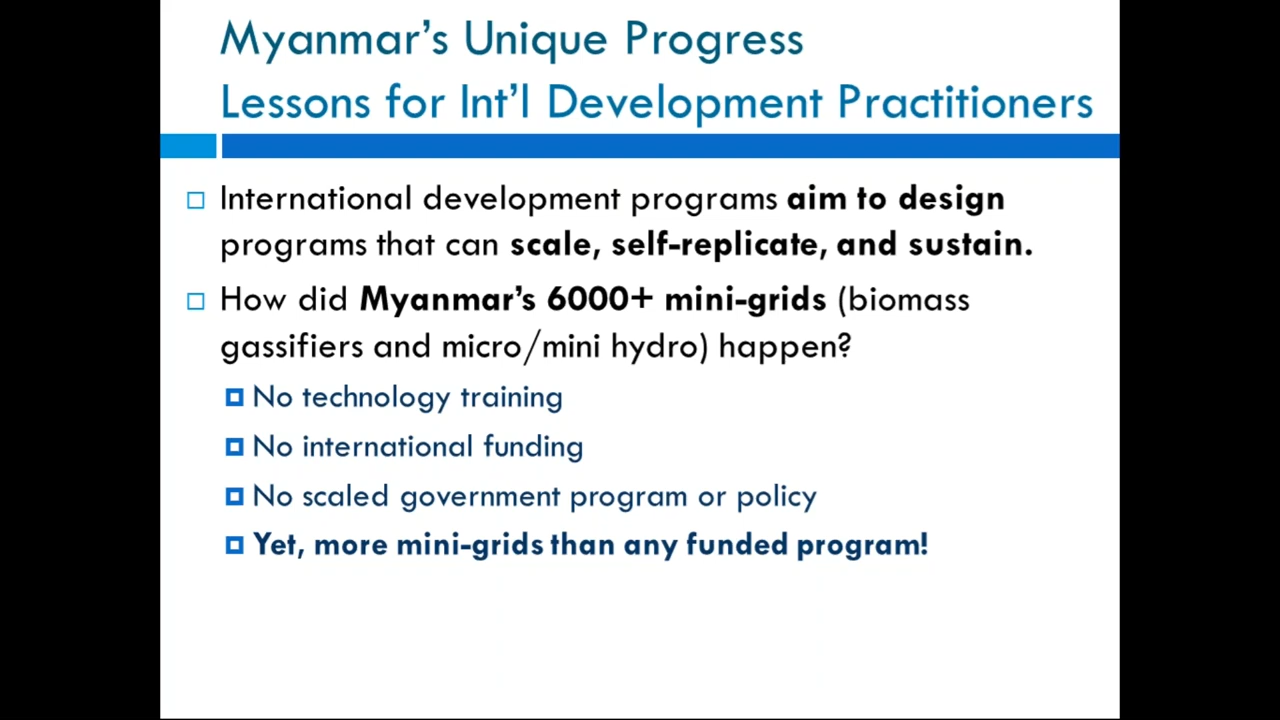 Myanmar's Unique Progress
Lessons for Int'l Development Practitioners
International development programs aim to design
programs that can scale, self-replicate, and sustain.
How did Myanmar's 6000+ mini-grids (biomass
gassifiers and micro/mini hydro) happen?
No technology training
No international funding
No scaled government program or policy
Yet, more mini-grids than any funded program!